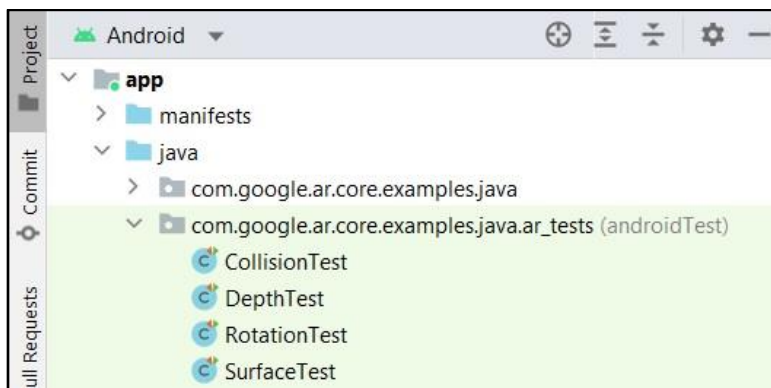 Project
Commit
ull Requests
Android
app
manifests
java
com.google.ar.core.examples.java
com.google.ar.core.examples.java.ar_tests (androidTest)
CollisionTest
DepthTest
RotationTest
SurfaceTest